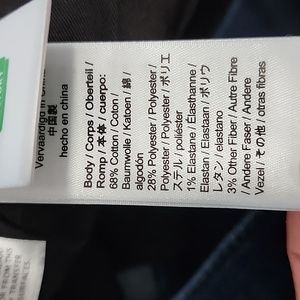 Vervaardigd in China
中国製
hecho en china
Body / Corpe / Oberteil /
Romp / 本体 / cuerpo:
68% Cotton / Coton /
Baumwolle / Katoen / 綿 /
algodón
28% Polyester / Polyester /
Polyester / Polyester / ポリエ
ステル / poliéster
1% Elastane / Élasthanne /
Elastan / Elastaan / ポリウ
レタン / elastano
3% Other Fiber / Autre Fibre
/ Andere Faser / Andere
Vezel / その他 / otras fibras